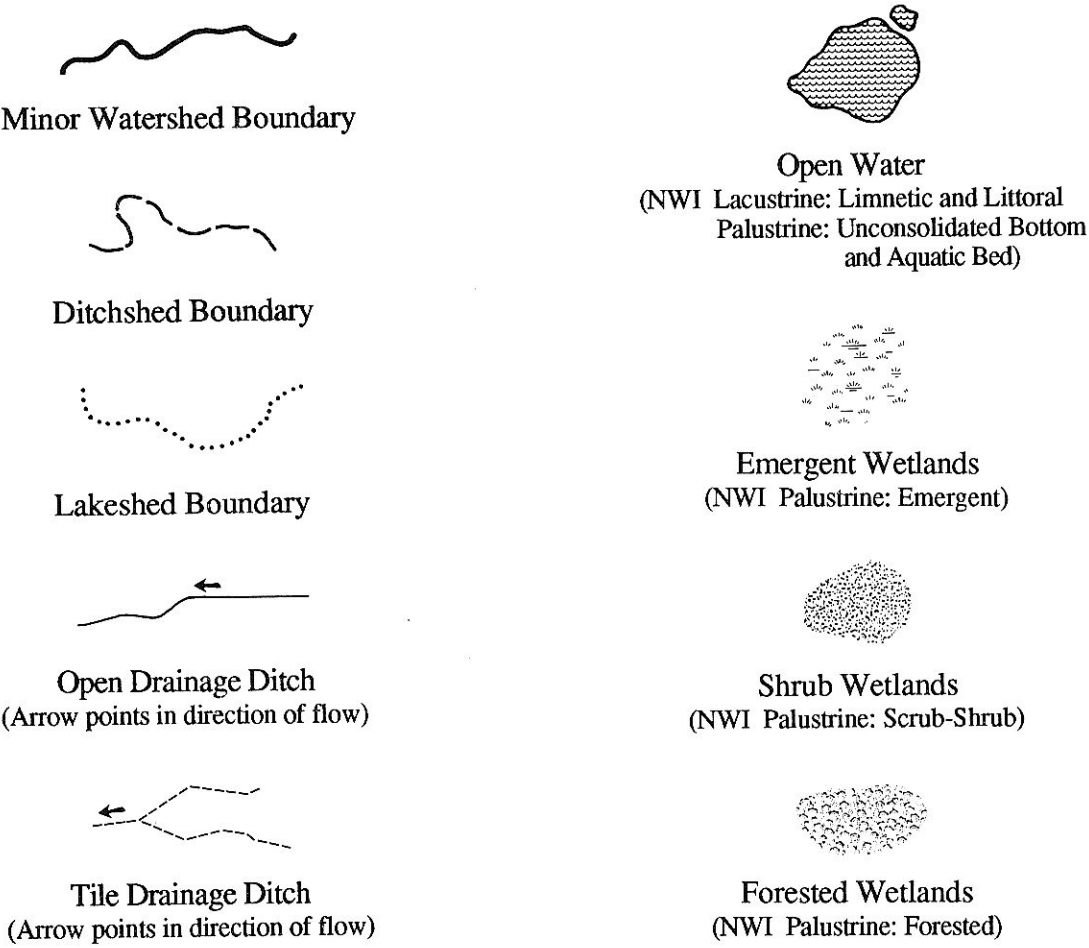 Minor Watershed Boundary
Ditchshed Boundary
Lakeshed Boundary
Open Drainage Ditch
(Arrow points in direction of flow)
Tile Drainage Ditch
(Arrow points in direction of flow)
Open Water
(NWI Lacustrine: Limnetic and Littoral
Palustrine: Unconsolidated Bottom
and Aquatic Bed)
Emergent Wetlands
(NWI Palustrine: Emergent)
Shrub Wetlands
(NWI Palustrine: Scrub-Shrub)
Forested Wetlands
(NWI Palustrine: Forested)